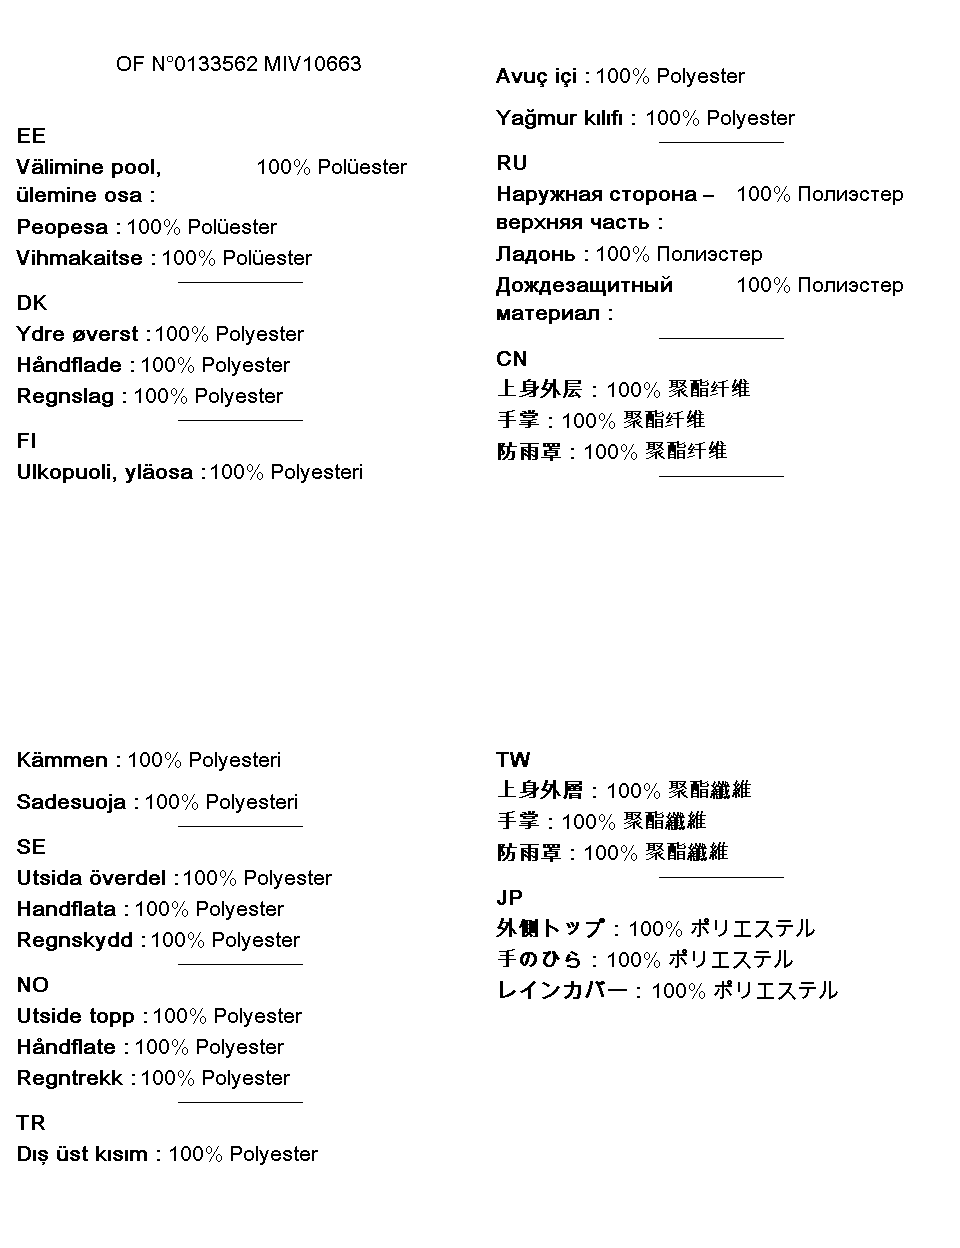 OF N°0133562 MIV10663
EE
Välimine pool, 100% Polüester
ülemine osa :
Peopesa : 100% Polüester
Vihmakaitse : 100% Polüester
DK
Ydre øverst : 100% Polyester
Håndflade : 100% Polyester
Regnslag : 100% Polyester
FI
Ulkopuoli, yläosa : 100% Polyesteri
Kämmen : 100% Polyesteri
Sadesuoja : 100% Polyesteri
SE
Utsida överdel : 100% Polyester
Handflata : 100% Polyester
Regnskydd : 100% Polyester
NO
Utside topp : 100% Polyester
Håndflate : 100% Polyester
Regntrekk : 100% Polyester
TR
Dış üst kısım : 100% Polyester
Avuç içi : 100% Polyester
Yağmur kılıfı : 100% Polyester
RU
Наружная сторона – 100% Полиэстер
верхняя часть :
Ладонь : 100% Полиэстер
Дождезащитный 100% Полиэстер
материал :
CN
上身外层 : 100% 聚酯纤维
手掌 : 100% 聚酯纤维
防雨罩 : 100% 聚酯纤维
TW
上身外層 : 100% 聚酯纖維
手掌 : 100% 聚酯纖維
防雨罩 : 100% 聚酯纖維
JP
外側トップ : 100% ポリエステル
手のひら : 100% ポリエステル
レインカバー : 100% ポリエステル